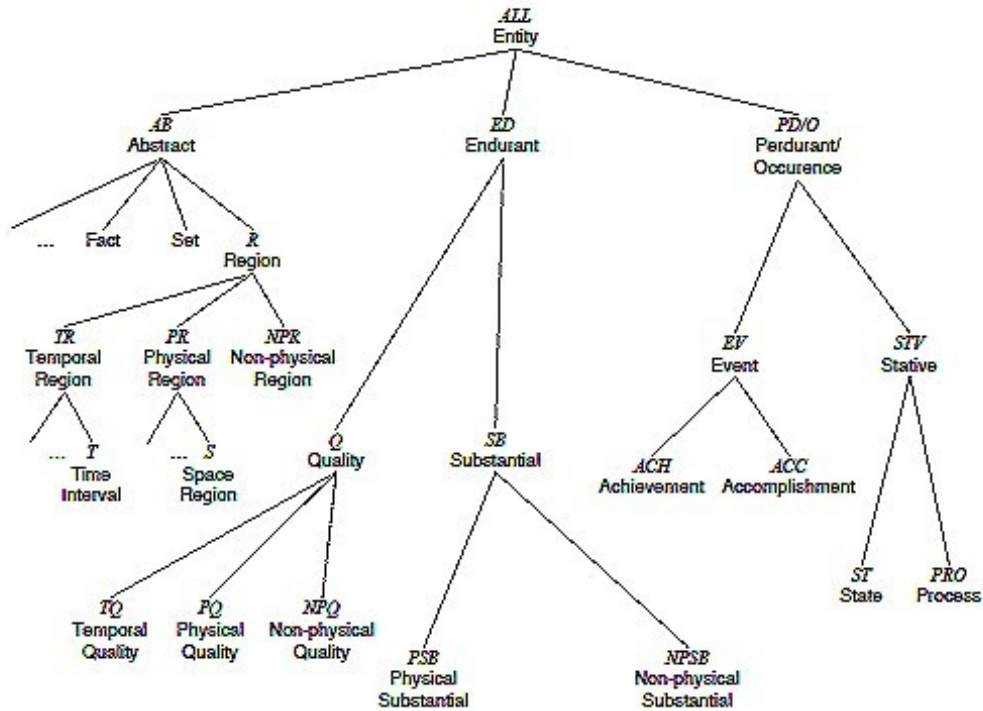 ALL
Entity
AB
Abstract
ED
Endurant
PD/O
Perdurant/
Occurence
...
Fact
Set
R
Region
TR
Temporal
Region
PR
Physical
Region
NPR
Non-physical
Region
EV
Event
STV
Stative
... T
Time
Interval
... S
Space
Region
Q
Quality
SB
Substantial
ACH
Achievement
ACC
Accomplishment
ST
State
PRO
Process
TQ
Temporal
Quality
PQ
Physical
Quality
NPQ
Non-physical
Quality
PSB
Physical
Substantial
NPSB
Non-physical
Substantial